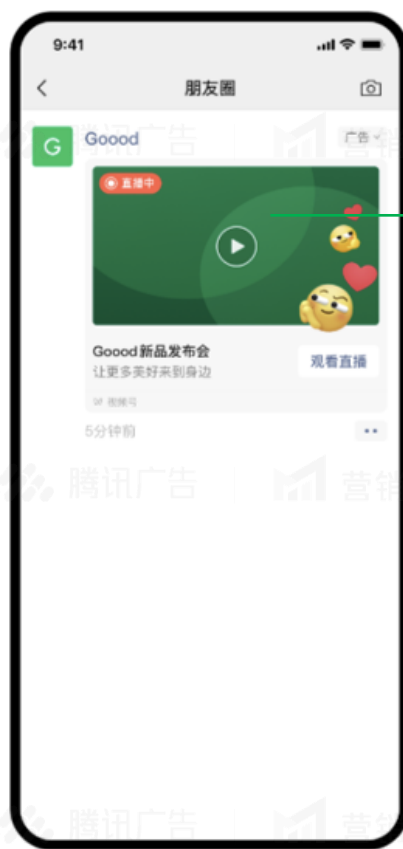 9:41
朋友圈
G
Goood
广告
直播中
Goood新品发布会
让更多美好来到身边
观看直播
视频号
5分钟前
腾讯广告
腾讯广告 营销
腾讯广告 营销